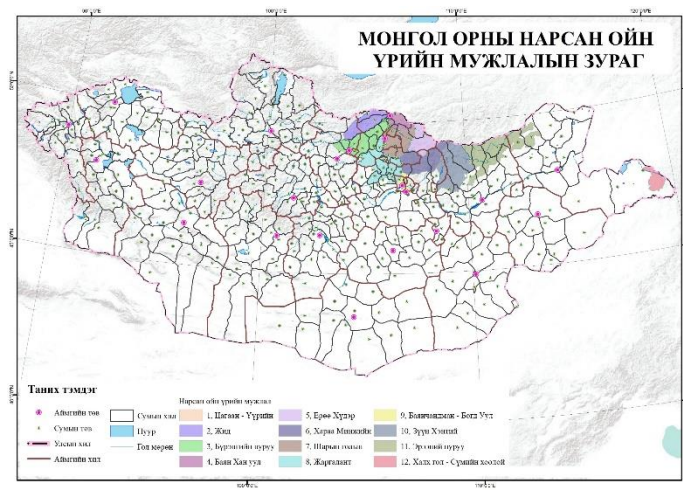 МОНГОЛ ОРНЫ НАРСАН ОЙН
ҮРИЙН МУЖЛАЛЫН ЗУРАГ
Таних тэмдэг
Аймгийн төв
Сумын төв
Улсын хил
Аймгийн хил
Сумын хил
Нуур
Гол мөрөн
Нарсан ойн үрийн мужлал
1. Цагаан - Үүрийн
2. Жид
3. Бүрэнгийн нуруу
4. Баян Хан уул
5. Ерөө Хүдэр
6. Хараа Минжийн
7. Шарын голын
8. Жаргалант
9. Баянчандман - Богд Уул
10. Зүүн Хэнтий
11. Эрээний нуруу
12. Халх гол - Сүмийн хоолой